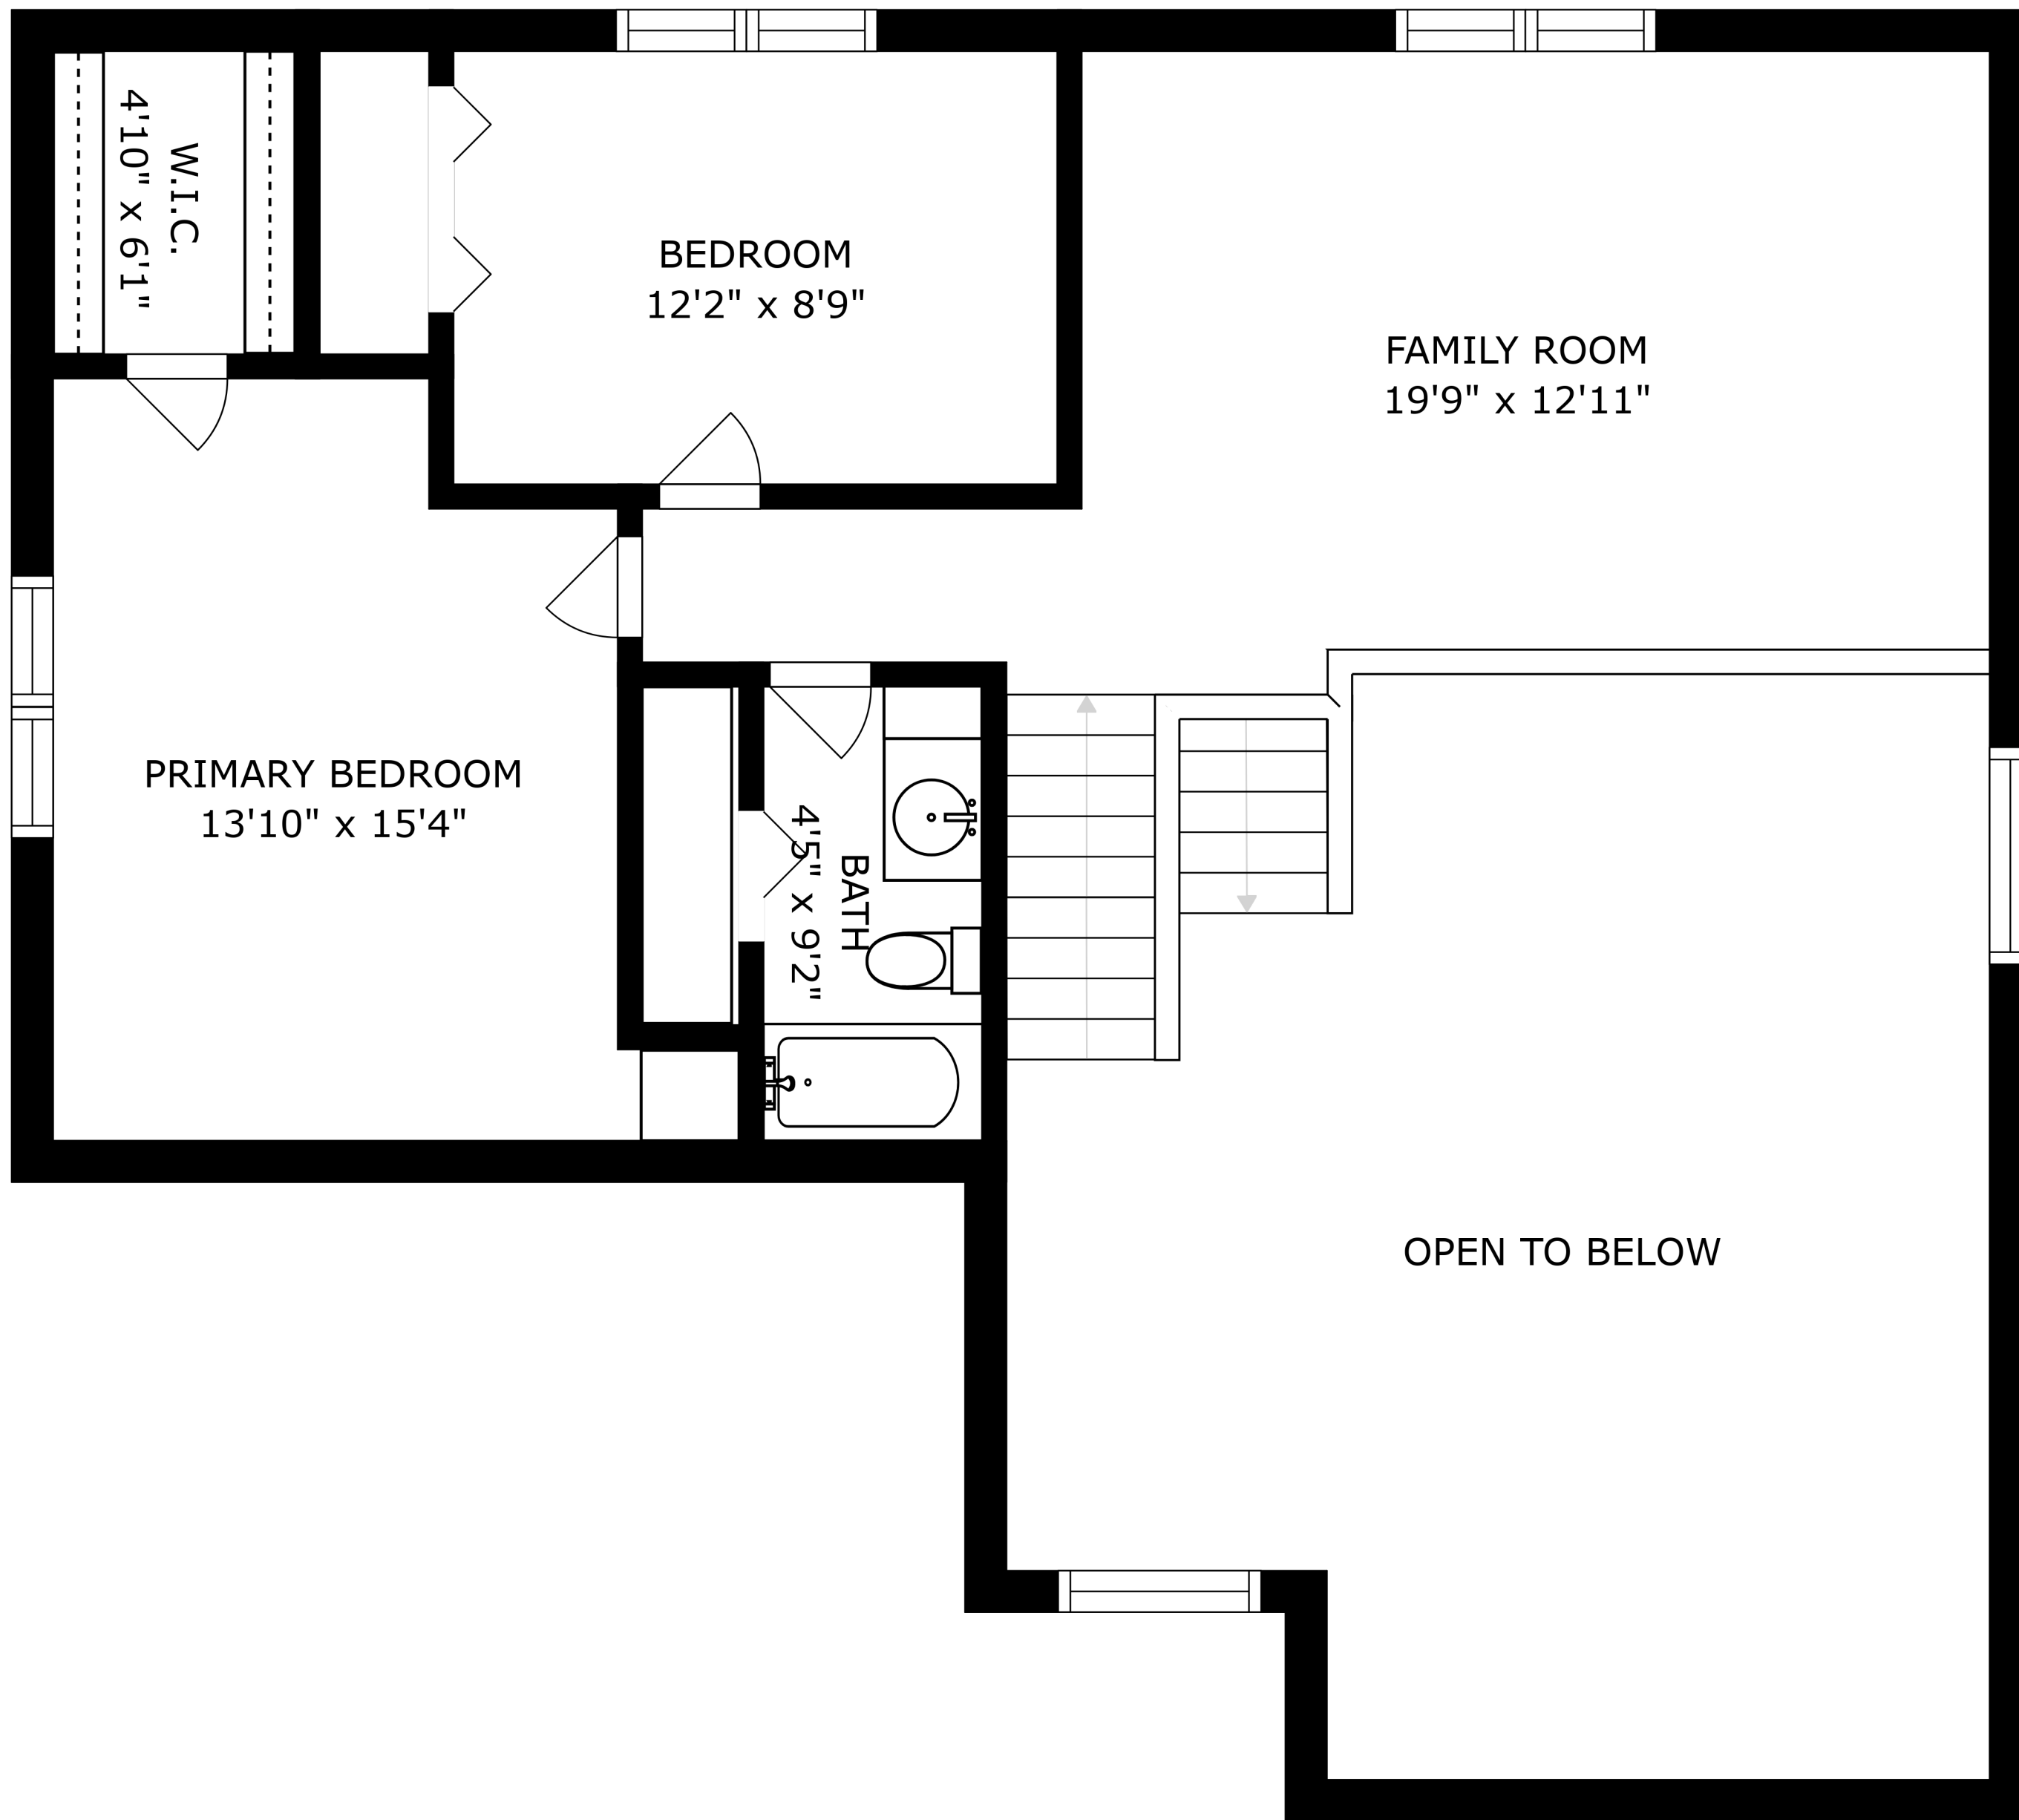 W.I.C.
4'10" x 6'1"
BEDROOM
12'2" x 8'9"
FAMILY ROOM
19'9" x 12'11"
PRIMARY BEDROOM
13'10" x 15'4"
BATH
4'5" x 9'2"
OPEN TO BELOW